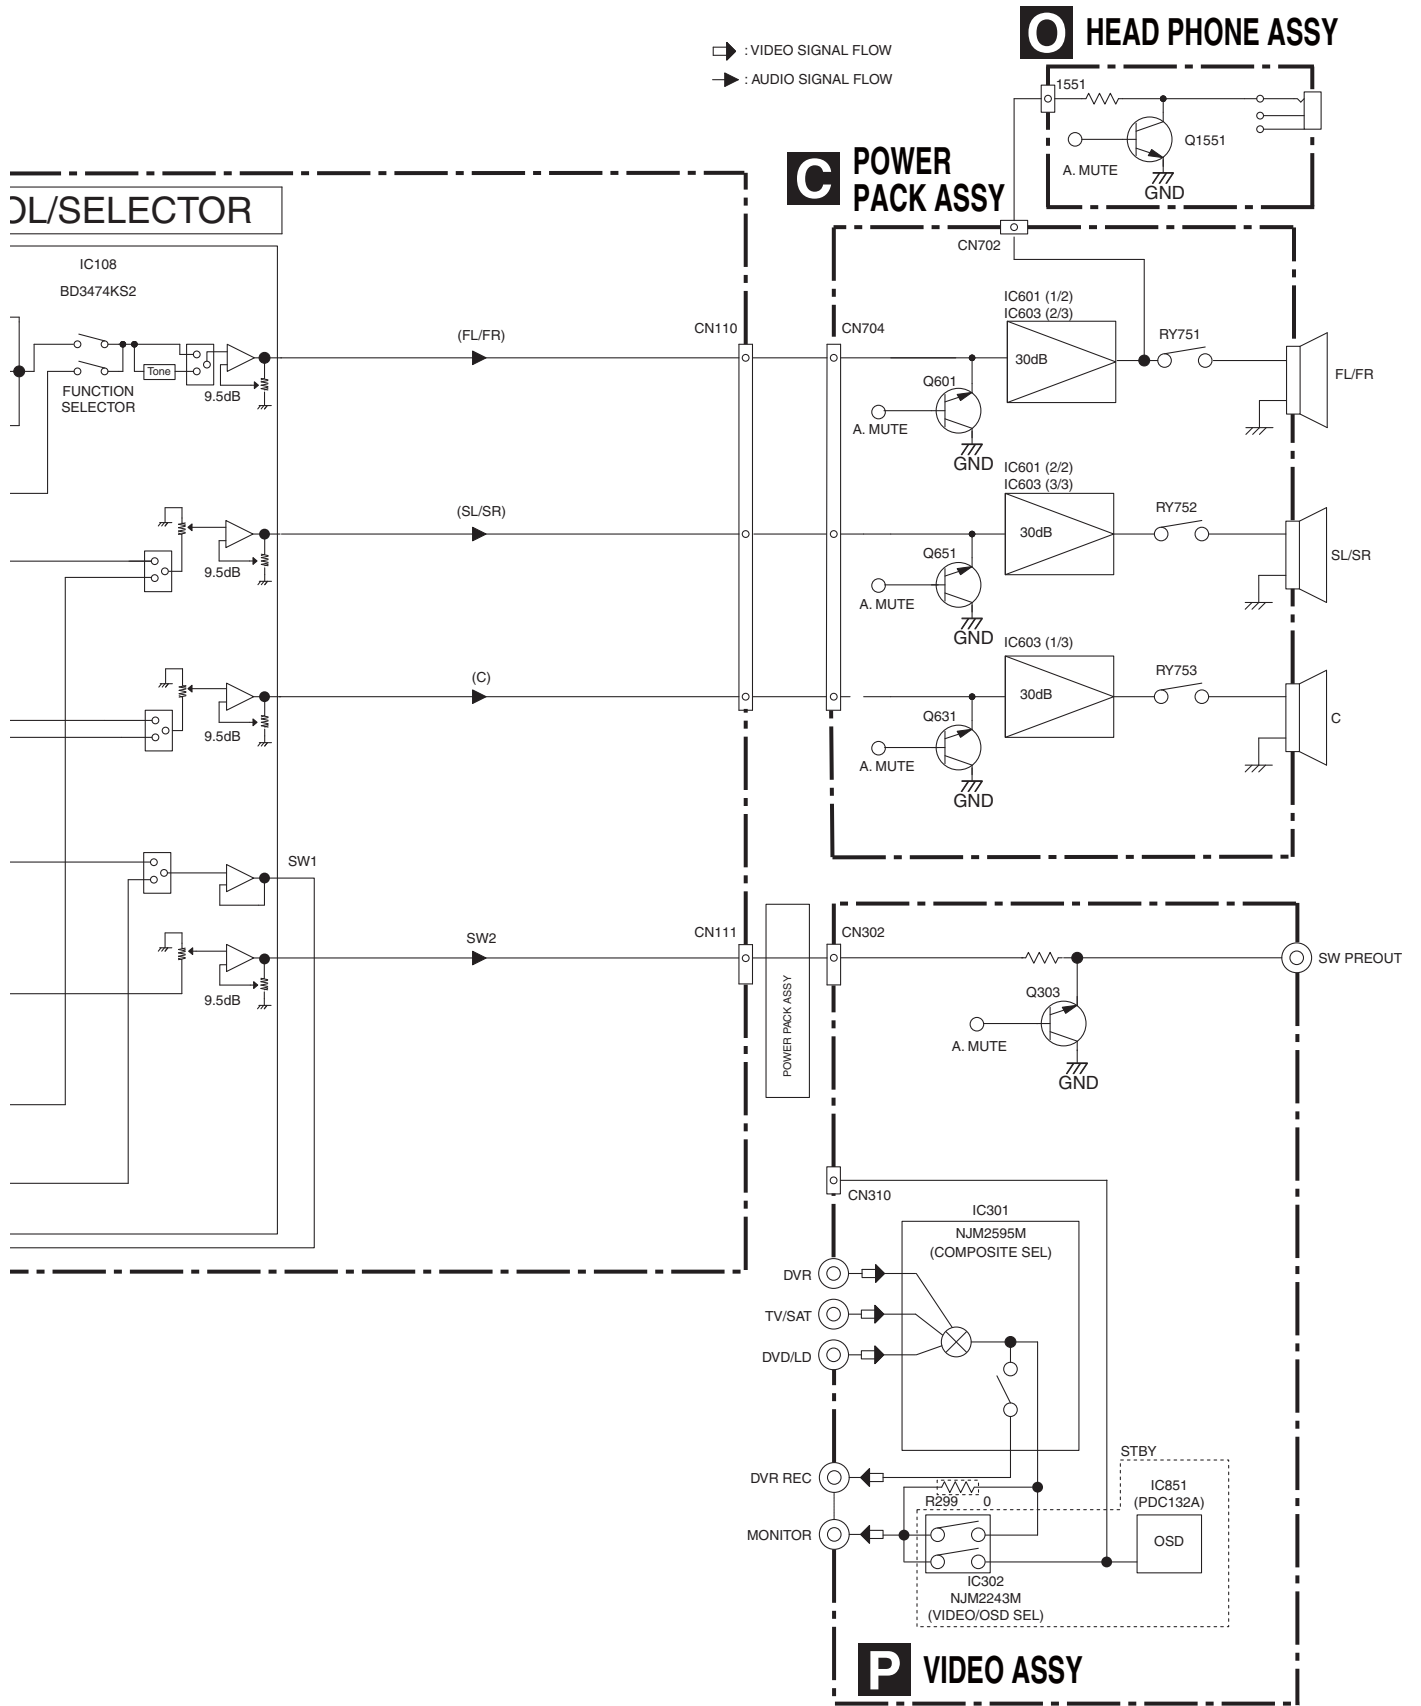 : VIDEO SIGNAL FLOW
: AUDIO SIGNAL FLOW
O HEAD PHONE ASSY
1551
Q1551
A. MUTE
GND
C POWER
PACK ASSY
CN702
OL/SELECTOR
IC108
BD3474KS2
FUNCTION
SELECTOR
Tone
9.5dB
(FL/FR)
CN110
CN704
IC601 (1/2)
IC603 (2/3)
30dB
RY751
FL/FR
Q601
A. MUTE
GND
9.5dB
(SL/SR)
IC601 (2/2)
IC603 (3/3)
30dB
RY752
SL/SR
Q651
A. MUTE
GND
9.5dB
(C)
IC603 (1/3)
30dB
RY753
C
Q631
A. MUTE
GND
SW1
9.5dB
SW2
CN111
POWER PACK ASSY
CN302
SW PREOUT
Q303
A. MUTE
GND
CN310
IC301
NJM2595M
(COMPOSITE SEL)
DVR
TV/SAT
DVD/LD
DVR REC
MONITOR
R299 0
STBY
IC851
(PDC132A)
OSD
IC302
NJM2243M
(VIDEO/OSD SEL)
P VIDEO ASSY